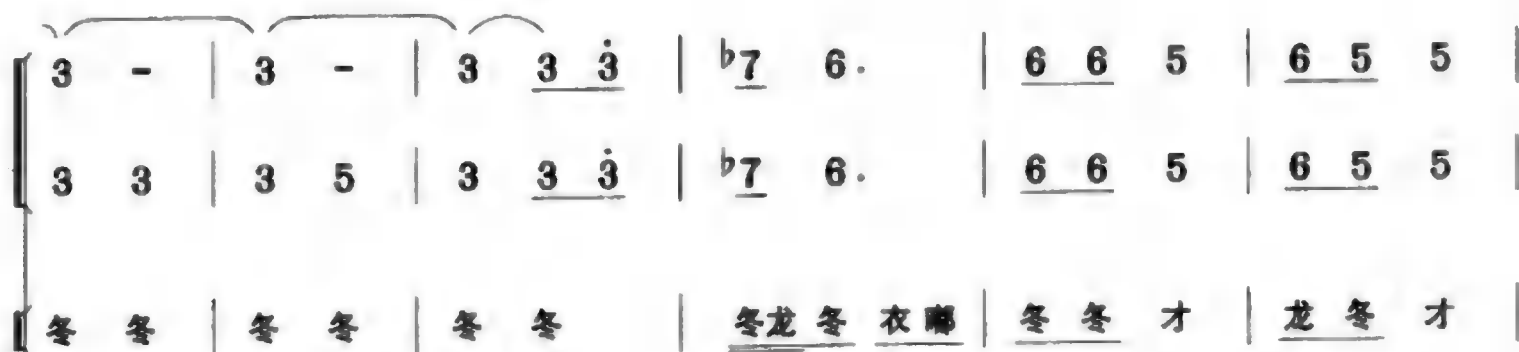 3 - | 3 - | 3 3 3̇ | ♭7 6. | 6 6 5 | 6 5 5 |
3 3 | 3 5 | 3 3 3̇ | ♭7 6. | 6 6 5 | 6 5 5 |
冬 冬 | 冬 冬 | 冬 冬 | 冬龙 冬 衣 | 冬 冬 才 | 龙 冬 才 |